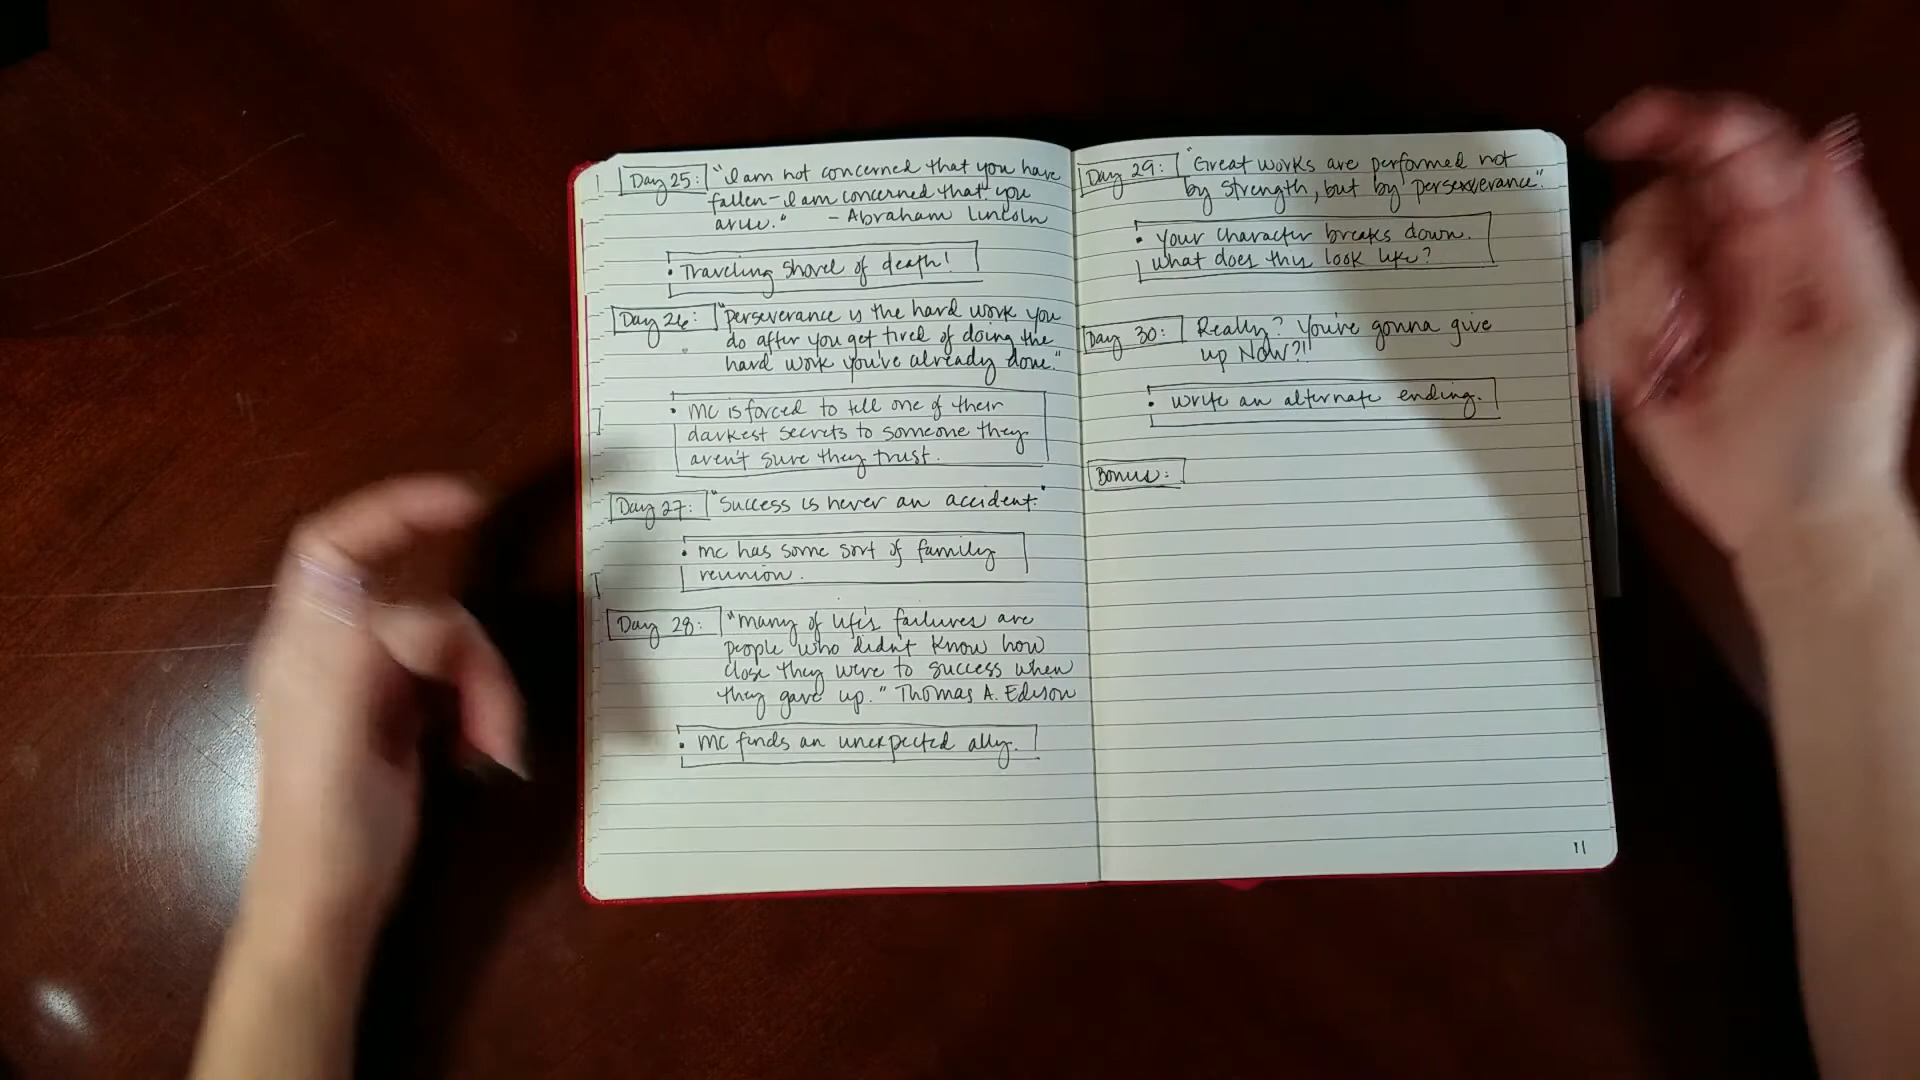 Day 25: "I am not concerned that you have
fallen - I am concerned that you
arise." - Abraham Lincoln
• Traveling shovel of death!
Day 26: "perseverance is the hard work you
do after you get tired of doing the
hard work you've already done."
• MC is forced to tell one of their
darkest secrets to someone they
aren't sure they trust.
Day 27: "Success is never an accident."
• MC has some sort of family
reunion.
Day 28: "Many of life's failures are
people who didn't know how
close they were to success when
they gave up." Thomas A. Edison
• MC finds an unexpected ally.
Day 29: "Great works are performed not
by strength, but by perseverance".
• Your character breaks down.
What does this look like?
Day 30: Really? You're gonna give
up NOW?!!
• Write an alternate ending.
Bonus:
11